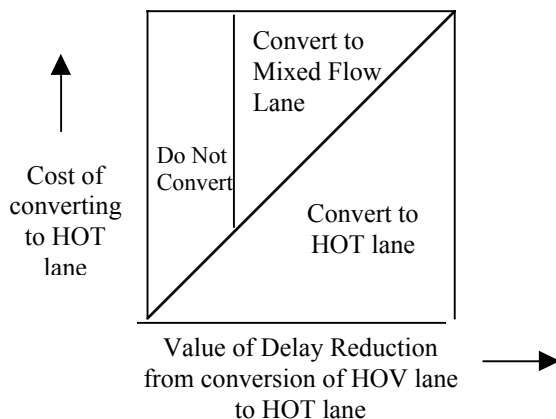 Convert to
Mixed Flow
Lane
Do Not
Convert
Cost of
converting
to HOT
lane
Convert to
HOT lane
Value of Delay Reduction
from conversion of HOV lane
to HOT lane